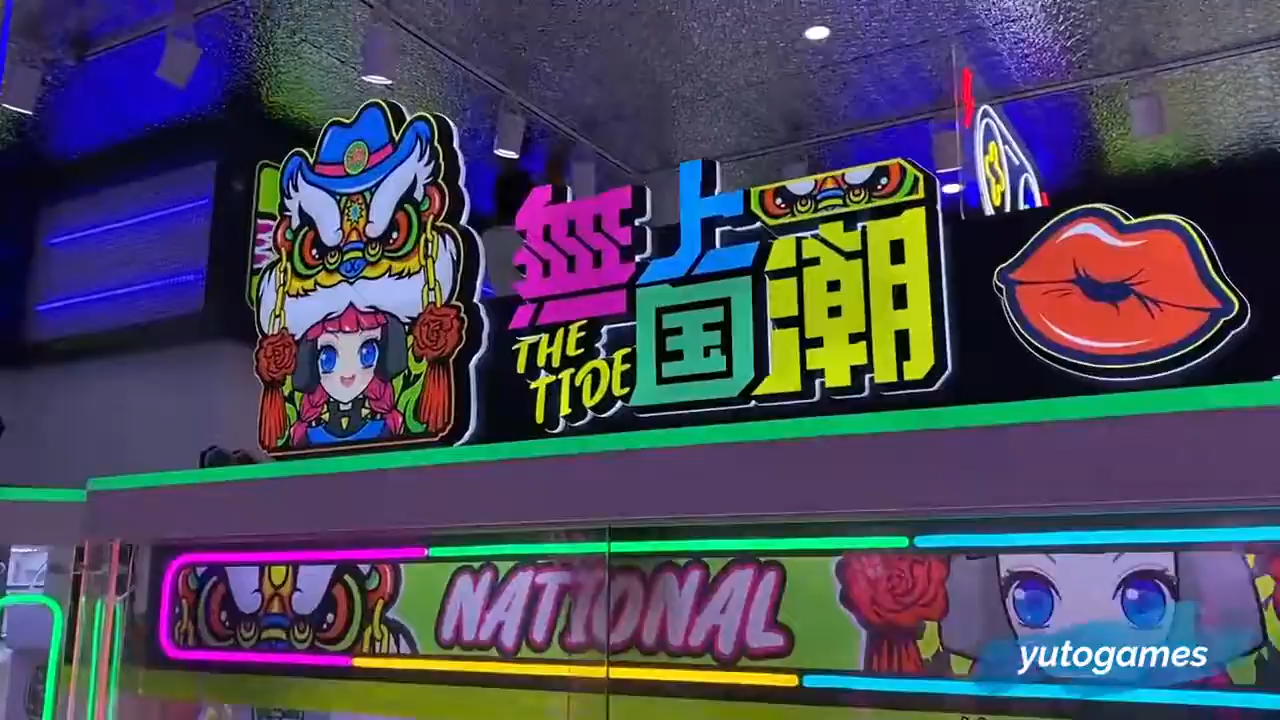 無上
国潮
THE
TIDE
NATIONAL
yutogames